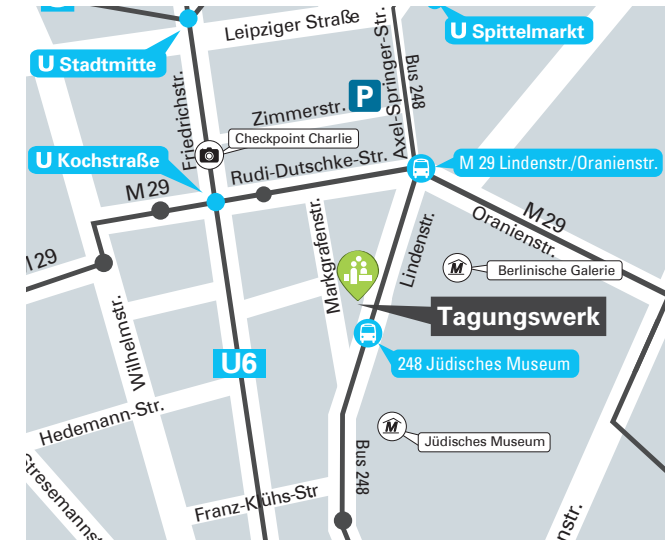 U
Leipziger Straße
U Spittelmarkt
U Stadtmitte
Friedrichstr.
P
Zimmerstr.
Axel-Springer-Str.
Bus 248
Checkpoint Charlie
U Kochstraße
Rudi-Dutschke-Str.
M 29 Lindenstr./Oranienstr.
M 29
M 29
Oranienstr.
Markgrafenstr.
Lindenstr.
29
M
Berlinische Galerie
Tagungswerk
Wilhelmstr.
U6
248 Jüdisches Museum
Hedemann-Str.
M
Jüdisches Museum
Bus 248
Stresemannst
Franz-Klühs-Str
nstr.